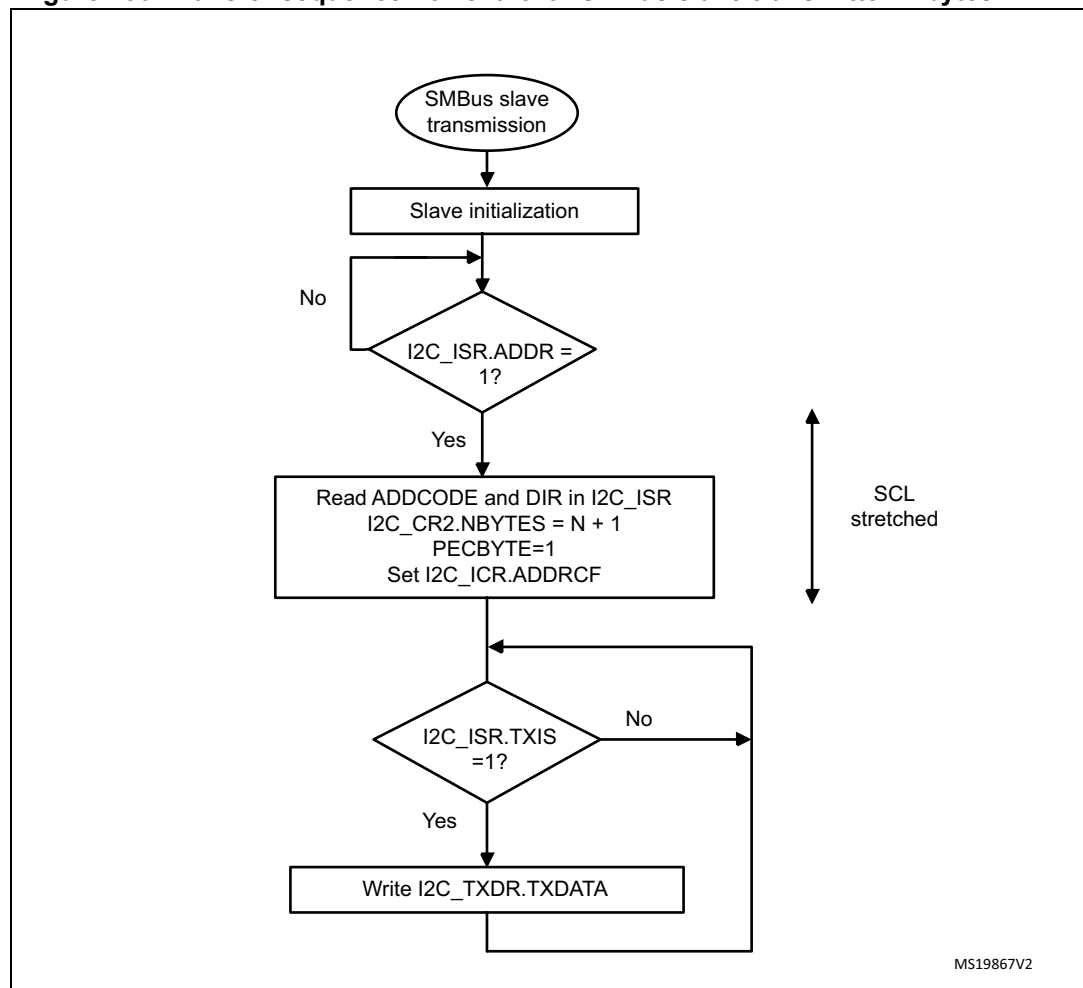 SMBus slave
transmission
Slave initialization
No
I2C_ISR.ADDR =
1?
Yes
Read ADDCODE and DIR in I2C_ISR
I2C_CR2.NBYTES = N + 1
PECBYTE=1
Set I2C_ICR.ADDRCF
SCL
stretched
I2C_ISR.TXIS
=1?
No
Yes
Write I2C_TXDR.TXDATA
MS19867V2